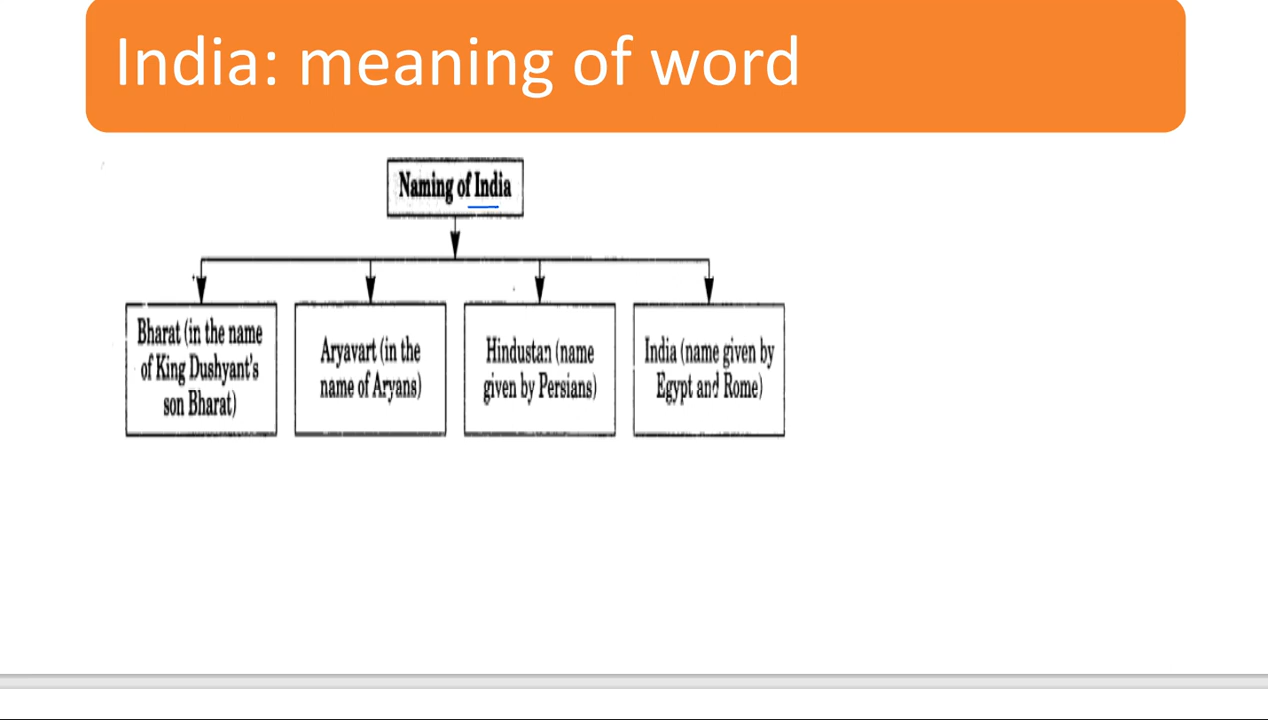 India: meaning of word
Naming of India
Bharat (in the name
of King Dushyant's
son Bharat)
Aryavart (in the
name of Aryans)
Hindustan (name
given by Persians)
India (name given by
Egypt and Rome)